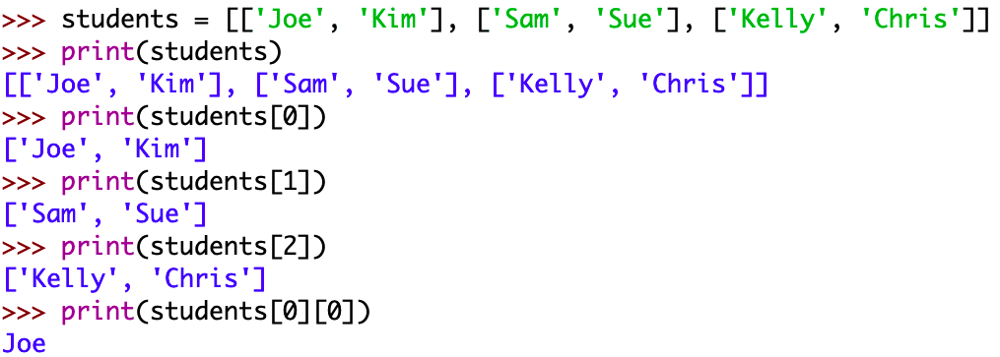 >>> students = [['Joe', 'Kim'], ['Sam', 'Sue'], ['Kelly', 'Chris']]
>>> print(students)
[['Joe', 'Kim'], ['Sam', 'Sue'], ['Kelly', 'Chris']]
>>> print(students[0])
['Joe', 'Kim']
>>> print(students[1])
['Sam', 'Sue']
>>> print(students[2])
['Kelly', 'Chris']
>>> print(students[0][0])
Joe